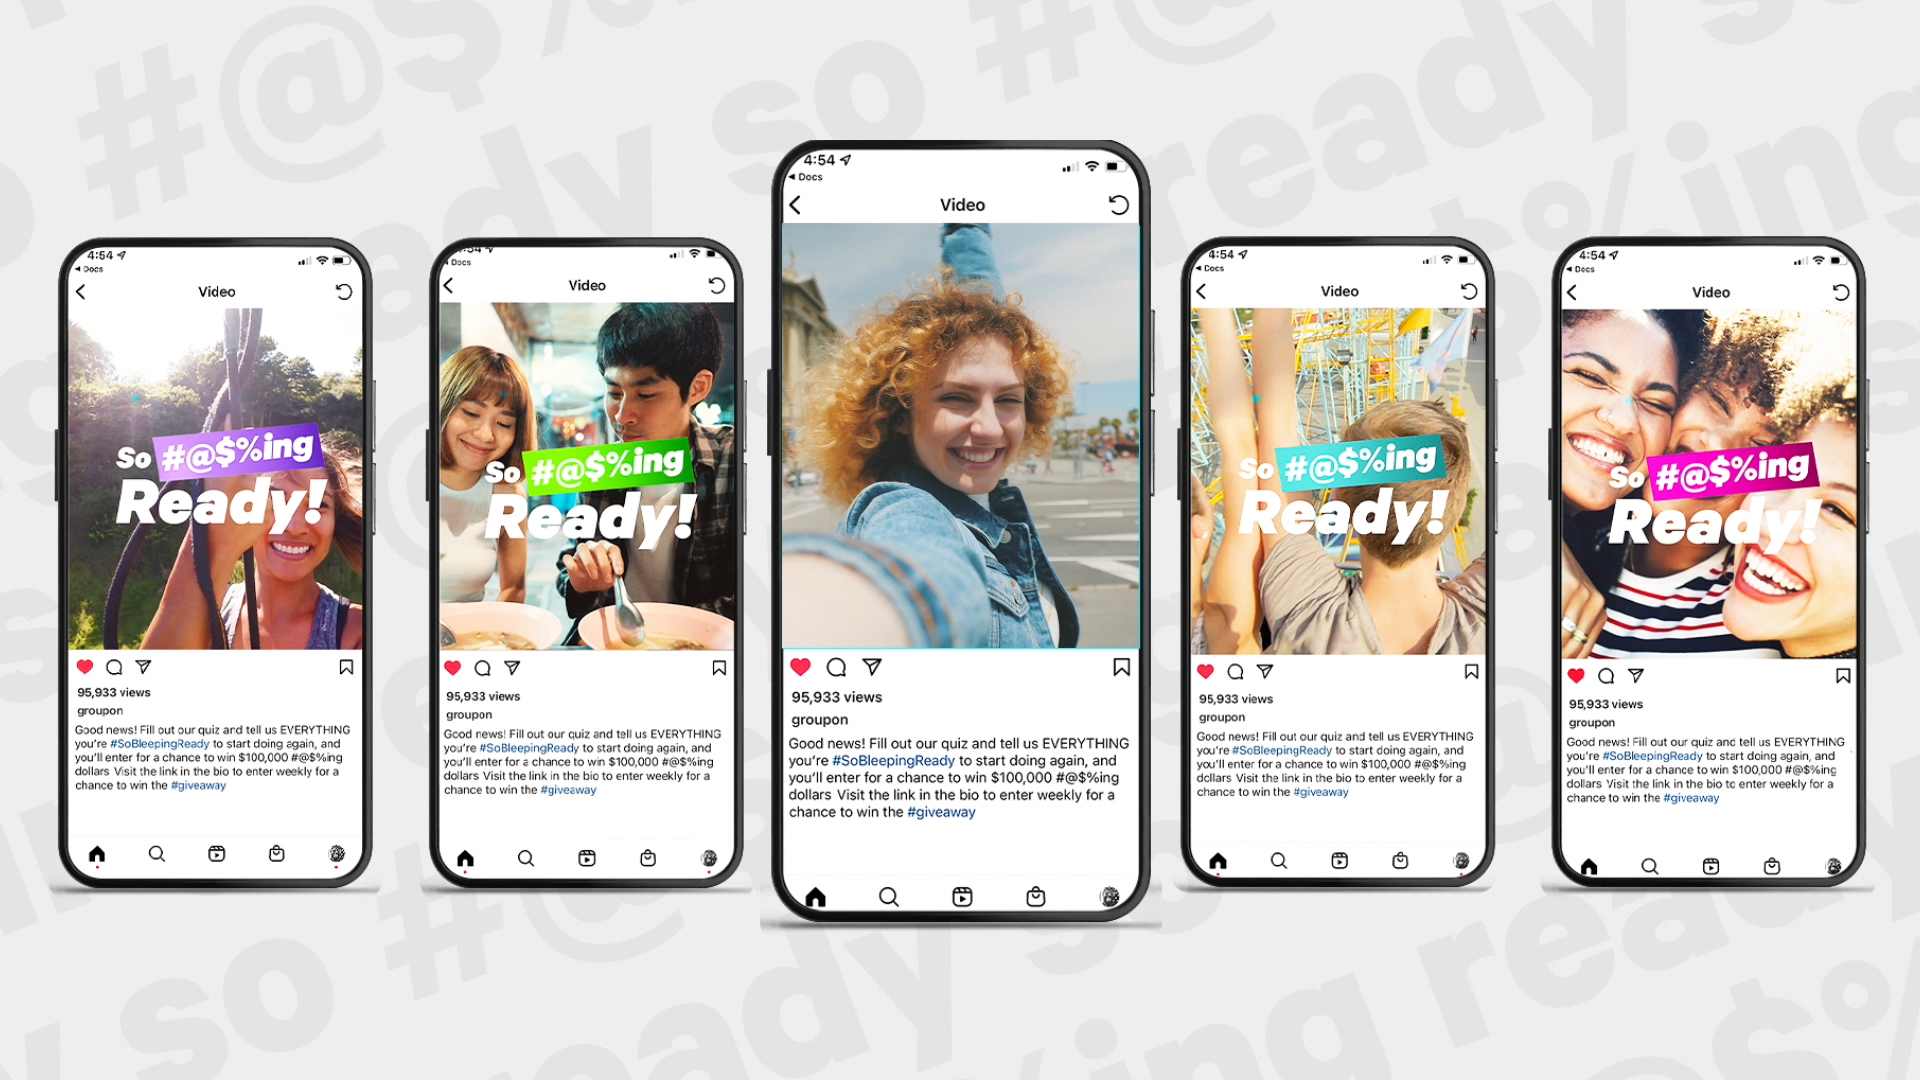 so #@$%ing ready so #@$%ing ready
4:54
Docs
Video
So #@$%ing
Ready!
95,933 views
groupon
Good news! Fill out our quiz and tell us EVERYTHING
you're #SoBleepingReady to start doing again, and
you'll enter for a chance to win $100,000 #@$%ing
dollars Visit the link in the bio to enter weekly for a
chance to win the #giveaway
4:54
Docs
Video
So #@$%ing
Ready!
95,933 views
groupon
Good news! Fill out our quiz and tell us EVERYTHING
you're #SoBleepingReady to start doing again, and
you'll enter for a chance to win $100,000 #@$%ing
dollars Visit the link in the bio to enter weekly for a
chance to win the #giveaway
4:54
Docs
Video
95,933 views
groupon
Good news! Fill out our quiz and tell us EVERYTHING
you're #SoBleepingReady to start doing again, and
you'll enter for a chance to win $100,000 #@$%ing
dollars Visit the link in the bio to enter weekly for a
chance to win the #giveaway
4:54
Docs
Video
So #@$%ing
Ready!
95,933 views
groupon
Good news! Fill out our quiz and tell us EVERYTHING
you're #SoBleepingReady to start doing again, and
you'll enter for a chance to win $100,000 #@$%ing
dollars Visit the link in the bio to enter weekly for a
chance to win the #giveaway
4:54
Docs
Video
So #@$%ing
Ready!
95,933 views
groupon
Good news! Fill out our quiz and tell us EVERYTHING
you're #SoBleepingReady to start doing again, and
you'll enter for a chance to win $100,000 #@$%ing
dollars Visit the link in the bio to enter weekly for a
chance to win the #giveaway